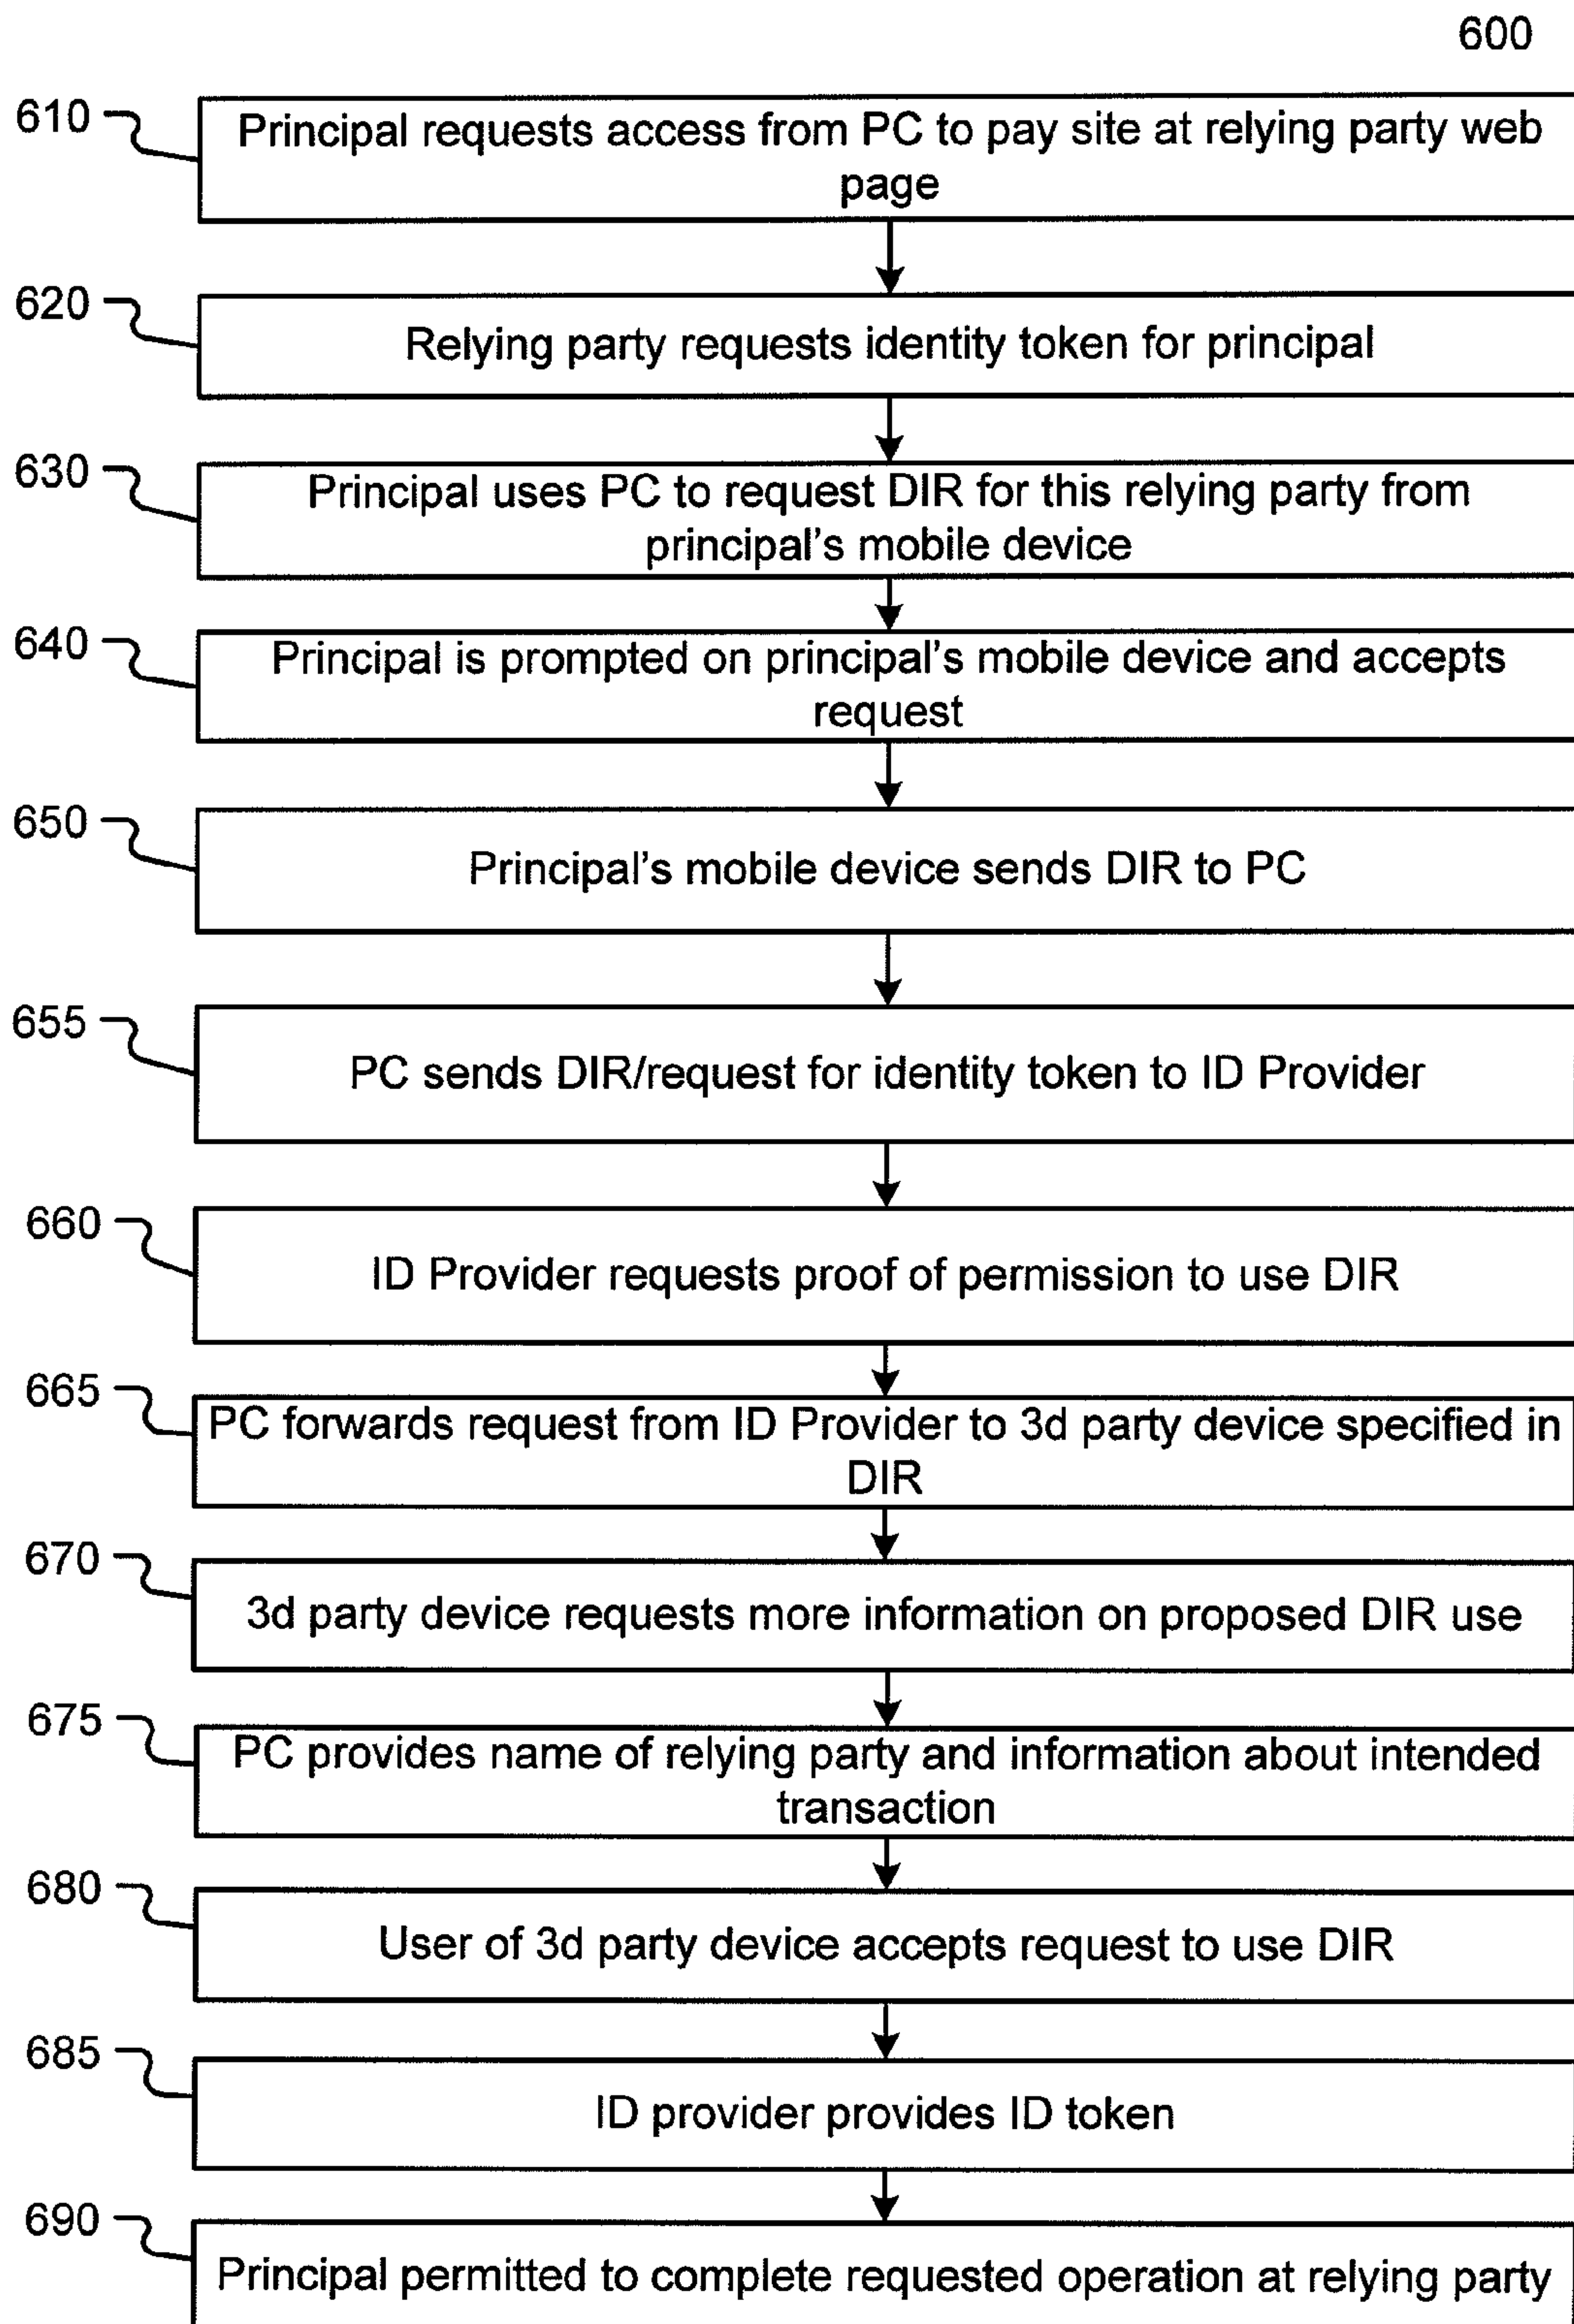 600
610
Principal requests access from PC to pay site at relying party web
page
620
Relying party requests identity token for principal
630
Principal uses PC to request DIR for this relying party from
principal's mobile device
640
Principal is prompted on principal's mobile device and accepts
request
650
Principal's mobile device sends DIR to PC
655
PC sends DIR/request for identity token to ID Provider
660
ID Provider requests proof of permission to use DIR
665
PC forwards request from ID Provider to 3d party device specified in
DIR
670
3d party device requests more information on proposed DIR use
675
PC provides name of relying party and information about intended
transaction
680
User of 3d party device accepts request to use DIR
685
ID provider provides ID token
690
Principal permitted to complete requested operation at relying party